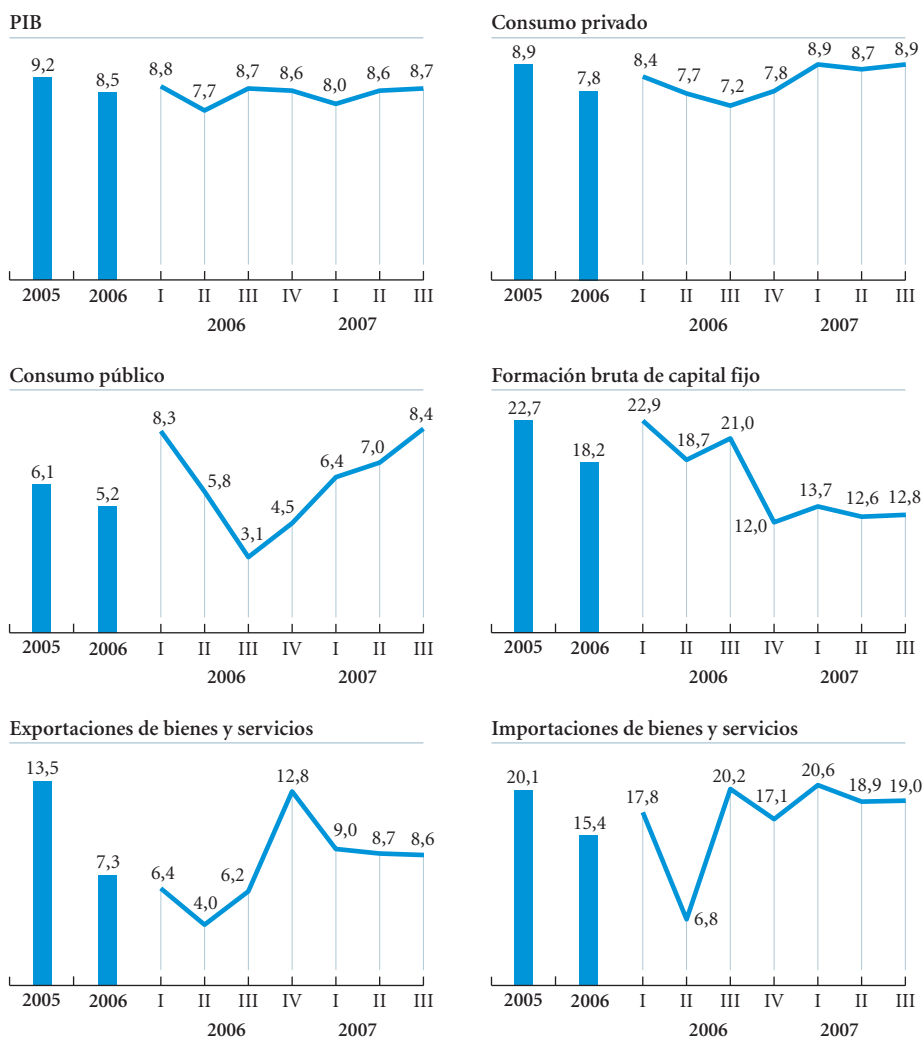 PIB
9,2
8,5
8,8
7,7
8,7
8,6
8,0
8,6
8,7
2005
2006
I
II
III
IV
I
II
III
2006
2007
Consumo privado
8,9
7,8
8,4
7,7
7,2
7,8
8,9
8,7
8,9
2005
2006
I
II
III
IV
I
II
III
2006
2007
Consumo público
6,1
5,2
8,3
5,8
3,1
4,5
6,4
7,0
8,4
2005
2006
I
II
III
IV
I
II
III
2006
2007
Formación bruta de capital fijo
22,7
18,2
22,9
18,7
21,0
12,0
13,7
12,6
12,8
2005
2006
I
II
III
IV
I
II
III
2006
2007
Exportaciones de bienes y servicios
13,5
7,3
6,4
4,0
6,2
12,8
9,0
8,7
8,6
2005
2006
I
II
III
IV
I
II
III
2006
2007
Importaciones de bienes y servicios
20,1
15,4
17,8
6,8
20,2
17,1
20,6
18,9
19,0
2005
2006
I
II
III
IV
I
II
III
2006
2007